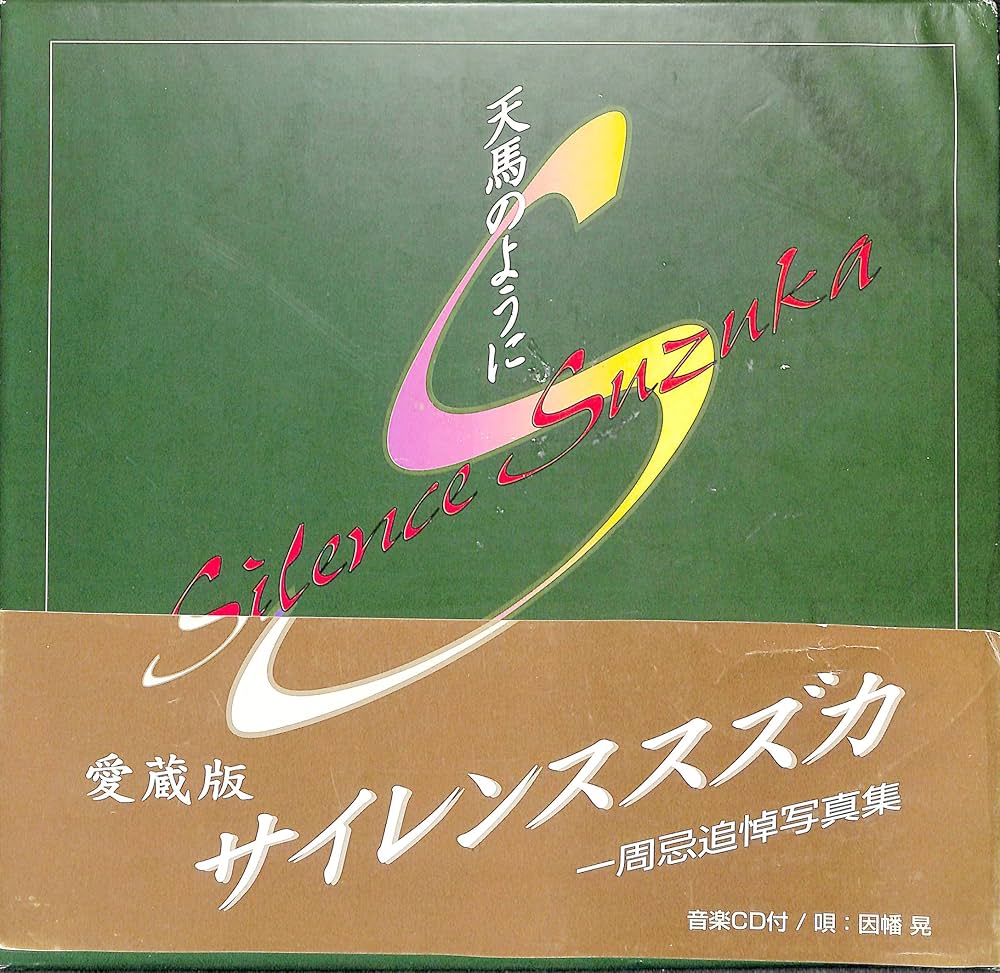 天馬のように
Silence Suzuka
愛蔵版
サイレンススズカ
一周忌追悼写真集
音楽CD付 / 唄：因幡 晃